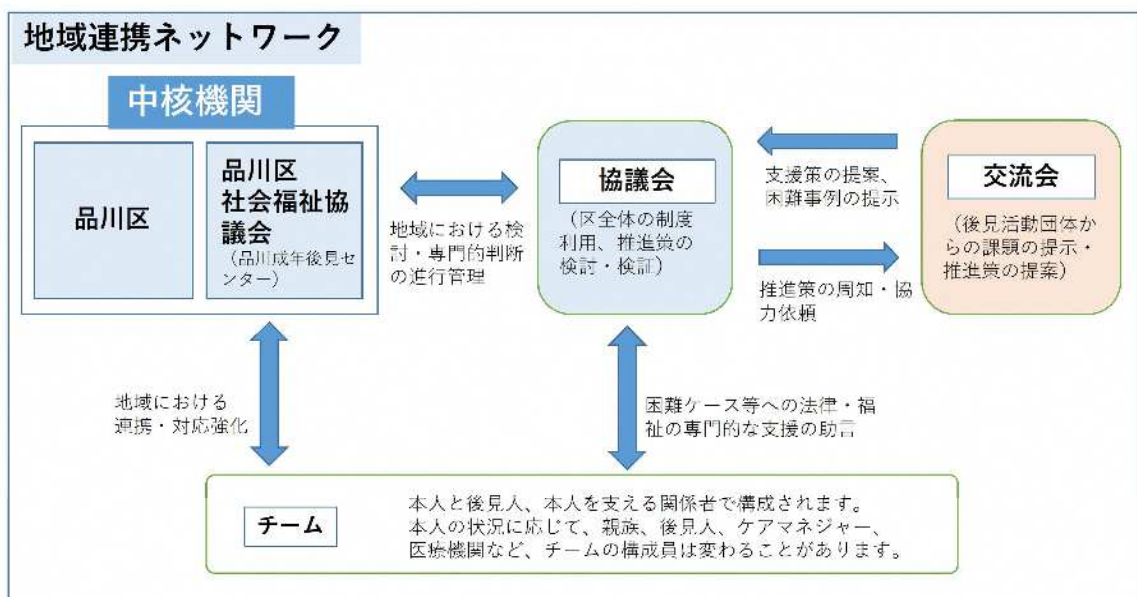 地域連携ネットワーク
中核機関
品川区
品川区
社会福祉協
議会
（品川成年後見セ
ンター）
地域における検
討・専門的判断
の進行管理
協議会
（区全体の制度
利用、推進策の
検討・検証）
支援策の提案、
困難事例の提示
推進策の周知・協
力依頼
交流会
（後見活動団体か
らの課題の提示・
推進策の提案）
地域における
連携・対応強化
困難ケース等への法律・福
祉の専門的な支援の助言
チーム
本人と後見人、本人を支える関係者で構成されます。
本人の状況に応じて、親族、後見人、ケアマネジャー、
医療機関など、チームの構成員は変わることがあります。